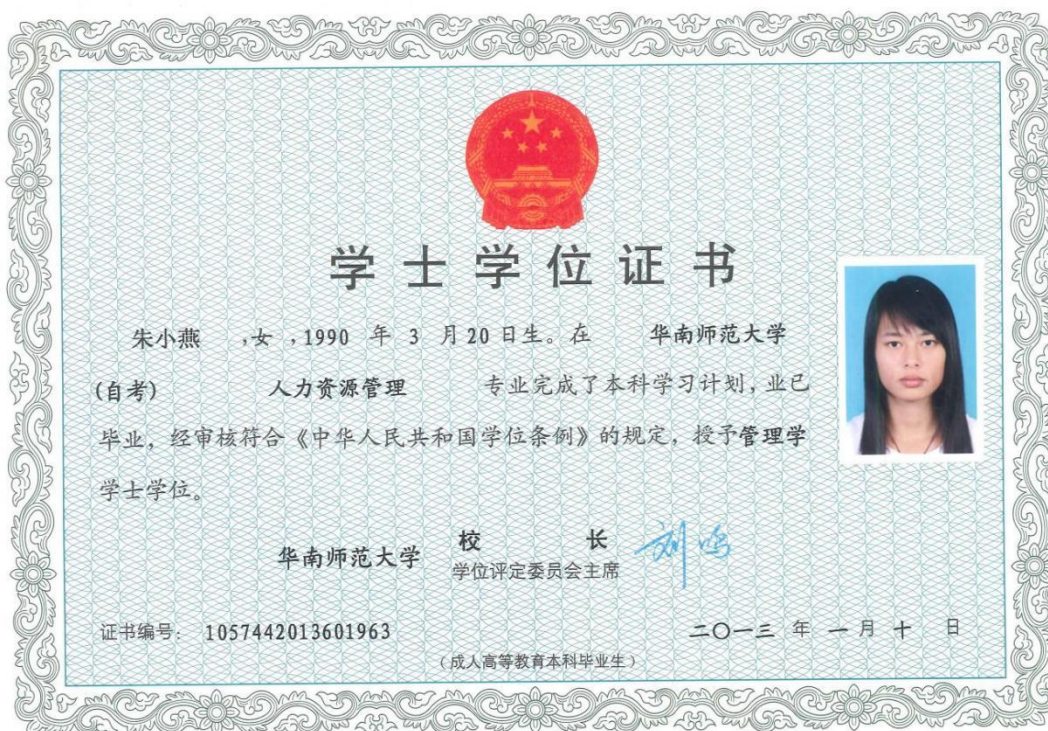 学士学位证书
朱小燕 ,女 ,1990 年 3 月20日生。在 华南师范大学
(自考) 人力资源管理 专业完成了本科学习计划,业已
毕业,经审核符合《中华人民共和国学位条例》的规定,授予管理学
学士学位。
华南师范大学 校 长 刘鸣
学位评定委员会主席
证书编号: 1057442013601963 二〇一三 年 一 月 十 日
(成人高等教育本科毕业生)